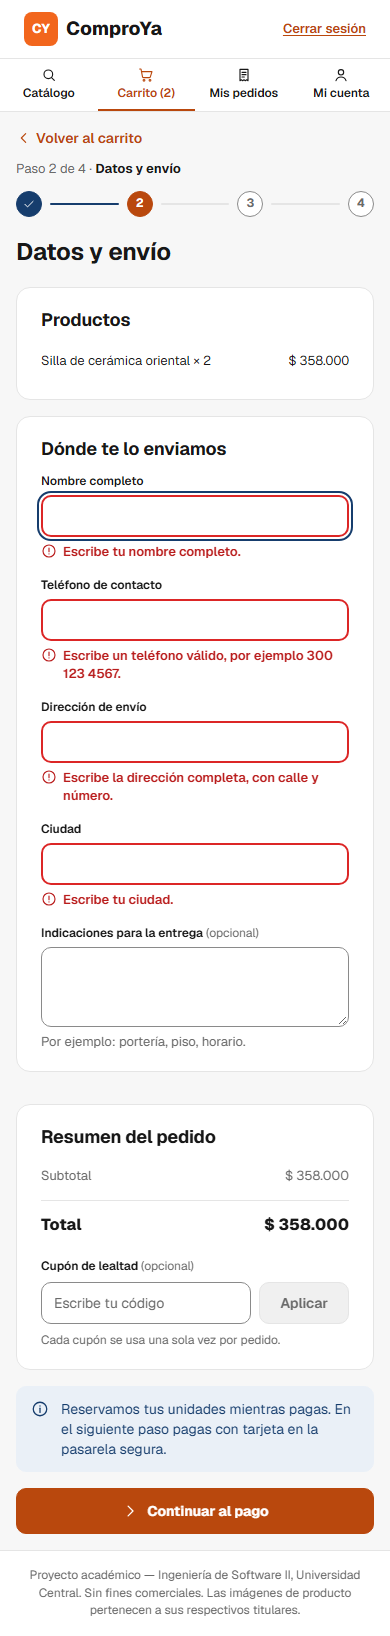 CY ComproYa
Cerrar sesión
Catálogo
Carrito (2)
Mis pedidos
Mi cuenta
Volver al carrito
Paso 2 de 4 · Datos y envío
2
3
4
Datos y envío
Productos
Silla de cerámica oriental × 2
$ 358.000
Dónde te lo enviamos
Nombre completo
Escribe tu nombre completo.
Teléfono de contacto
Escribe un teléfono válido, por ejemplo 300
123 4567.
Dirección de envío
Escribe la dirección completa, con calle y
número.
Ciudad
Escribe tu ciudad.
Indicaciones para la entrega (opcional)
Por ejemplo: portería, piso, horario.
Resumen del pedido
Subtotal
$ 358.000
Total
$ 358.000
Cupón de lealtad (opcional)
Escribe tu código
Aplicar
Cada cupón se usa una sola vez por pedido.
Reservamos tus unidades mientras pagas. En
el siguiente paso pagas con tarjeta en la
pasarela segura.
Continuar al pago
Proyecto académico — Ingeniería de Software II, Universidad
Central. Sin fines comerciales. Las imágenes de producto
pertenecen a sus respectivos titulares.